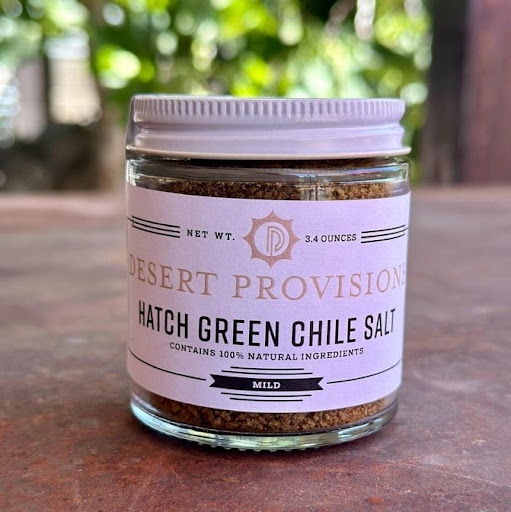 NET WT. 3.4 OUNCES
DESERT PROVISIONS
HATCH GREEN CHILE SALT
CONTAINS 100% NATURAL INGREDIENTS
MILD